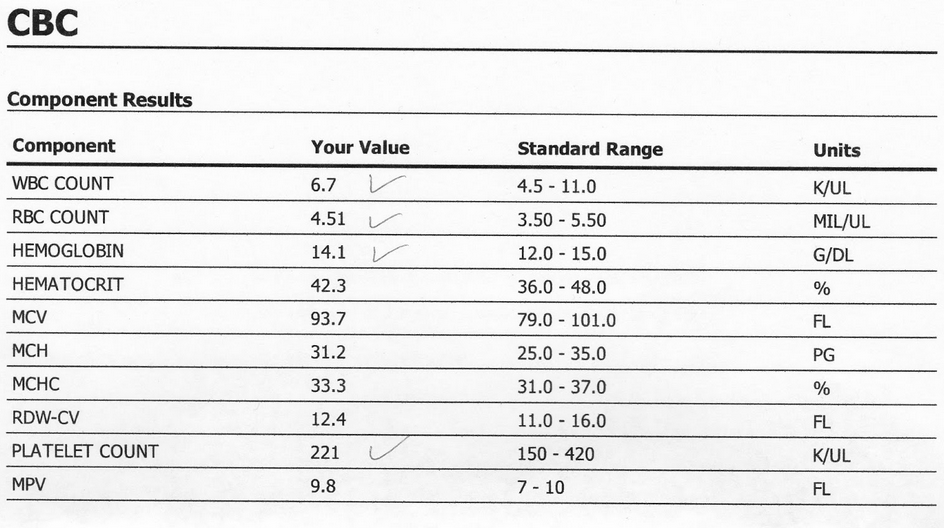 CBC
Component Results
Component Your Value Standard Range Units
WBC COUNT 6.7 4.5 - 11.0 K/UL
RBC COUNT 4.51 3.50 - 5.50 MIL/UL
HEMOGLOBIN 14.1 12.0 - 15.0 G/DL
HEMATOCRIT 42.3 36.0 - 48.0 %
MCV 93.7 79.0 - 101.0 FL
MCH 31.2 25.0 - 35.0 PG
MCHC 33.3 31.0 - 37.0 %
RDW-CV 12.4 11.0 - 16.0 FL
PLATELET COUNT 221 150 - 420 K/UL
MPV 9.8 7 - 10 FL